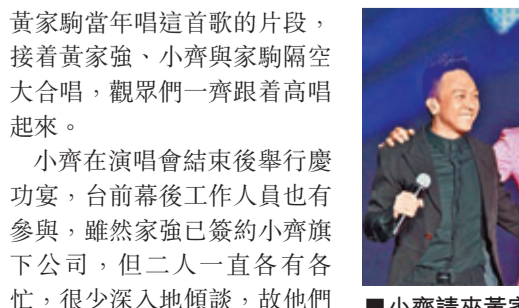 黃家駒當年唱這首歌的片段，
接着黃家強、小齊與家駒隔空
大合唱，觀眾們一齊跟着高唱
起來。
小齊在演唱會結束後舉行慶
功宴，台前幕後工作人員也有
參與，雖然家強已簽約小齊旗
下公司，但二人一直各有各
忙，很少深入地傾談，故他們
■小齊請來黃家